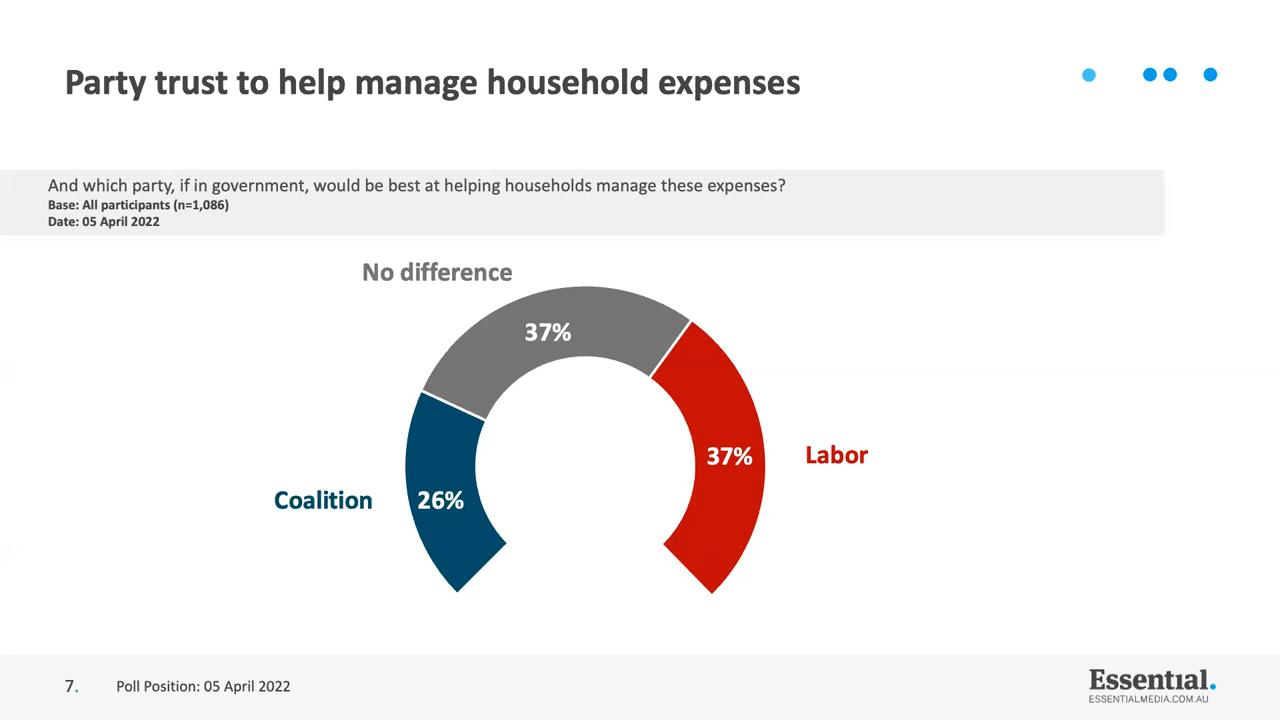 Party trust to help manage household expenses
And which party, if in government, would be best at helping households manage these expenses?
Base: All participants (n=1,086)
Date: 05 April 2022
No difference
37%
37%
Labor
Coalition
26%
7.
Poll Position: 05 April 2022
Essential.
ESSENTIALMEDIA.COM.AU